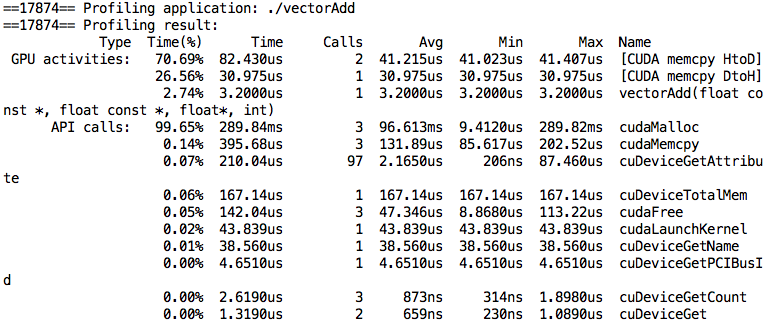 ==17874== Profiling application: ./vectorAdd
==17874== Profiling result:
            Type  Time(%)      Time     Calls       Avg       Min       Max  Name
 GPU activities:   70.69%  82.430us         2  41.215us  41.023us  41.407us  [CUDA memcpy HtoD]
                   26.56%  30.975us         1  30.975us  30.975us  30.975us  [CUDA memcpy DtoH]
                    2.74%  3.2000us         1  3.2000us  3.2000us  3.2000us  vectorAdd(float co
nst *, float const *, float*, int)
      API calls:   99.65%  289.84ms         3  96.613ms  9.4120us  289.82ms  cudaMalloc
                    0.14%  395.68us         3  131.89us  85.617us  202.52us  cudaMemcpy
                    0.07%  210.04us        97  2.1650us     206ns  87.460us  cuDeviceGetAttribu
te
                    0.06%  167.14us         1  167.14us  167.14us  167.14us  cuDeviceTotalMem
                    0.05%  142.04us         3  47.346us  8.8680us  113.22us  cudaFree
                    0.02%  43.839us         1  43.839us  43.839us  43.839us  cudaLaunchKernel
                    0.01%  38.560us         1  38.560us  38.560us  38.560us  cuDeviceGetName
                    0.00%  4.6510us         1  4.6510us  4.6510us  4.6510us  cuDeviceGetPCIBusI
d
                    0.00%  2.6190us         3     873ns     314ns  1.8980us  cuDeviceGetCount
                    0.00%  1.3190us         2     659ns     230ns  1.0890us  cuDeviceGet